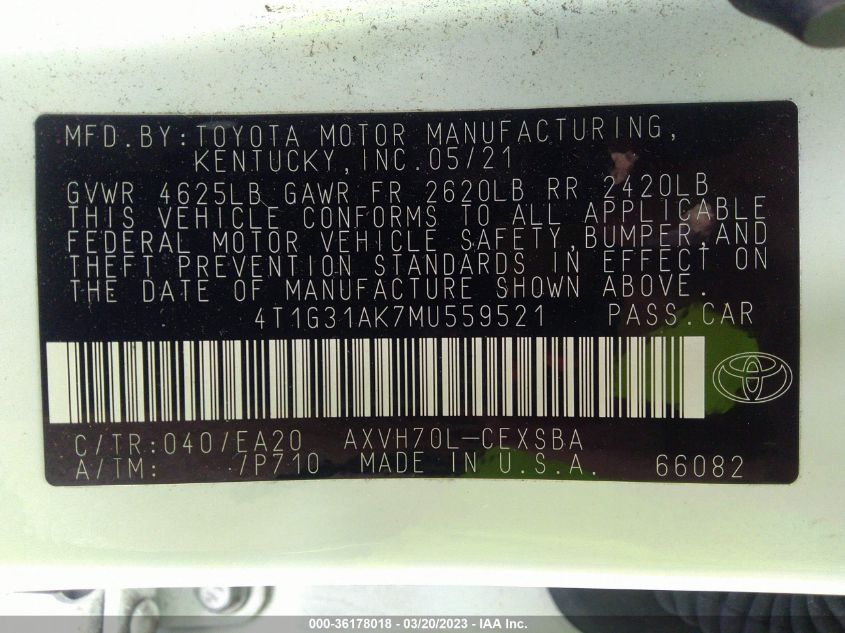 MFD.BY:TOYOTA MOTOR MANUFACTURING,
KENTUCKY,INC.05/21
GVWR 4625LB GAWR FR 2620LB RR 2420LB
THIS VEHICLE CONFORMS TO ALL APPLICABLE
FEDERAL MOTOR VEHICLE SAFETY,BUMPER,AND
THEFT PREVENTION STANDARDS IN EFFECT ON
THE DATE OF MANUFACTURE SHOWN ABOVE.
4T1G31AK7MU559521 PASS.CAR
C/TR:040/EA20 AXVH70L-CEXSBA
A/TM: /P710 MADE IN U.S.A. 66082
000-36178018 - 03/20/2023 - IAA Inc.